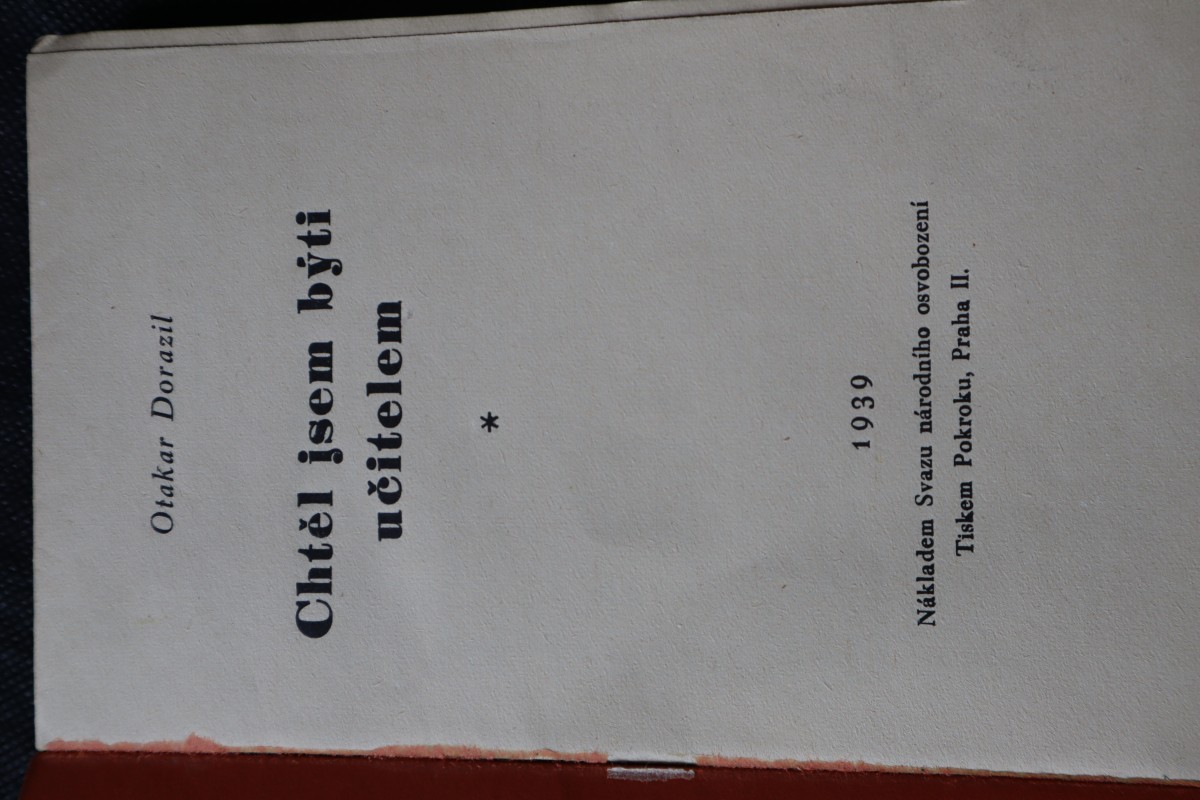 Otakar Dorazil
Chtěl jsem býti
učitelem
*
1939
Nákladem Svazu národního osvobození
Tiskem Pokroku, Praha II.